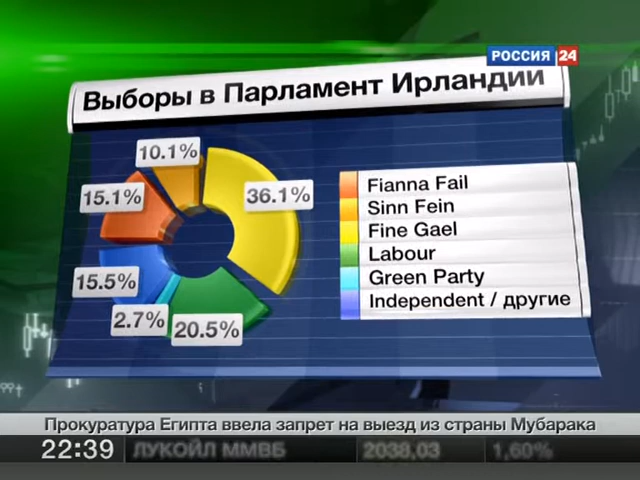 РОССИЯ 24
Выборы в Парламент Ирландии
10.1%
36.1%
15.1%
15.5%
2.7%
20.5%
Fianna Fail
Sinn Fein
Fine Gael
Labour
Green Party
Independent / другие
Прокуратура Египта ввела запрет на выезд из страны Мубарака
22:39 ЛУКОЙЛ ММВБ 2038,03 1,60%